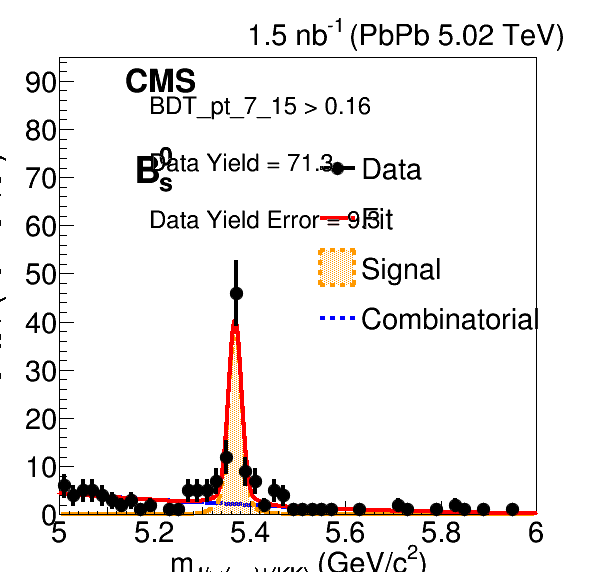 1.5 nb-1 (PbPb 5.02 TeV)
CMS
BDT_pt_7_15 > 0.16
B0s
Data Yield = 71.3
Data Yield Error = 9.3
Data
Fit
Signal
Combinatorial
90
80
70
60
50
40
30
20
10
0
5 5.2 5.4 5.6 5.8 6
m (GeV/c2)